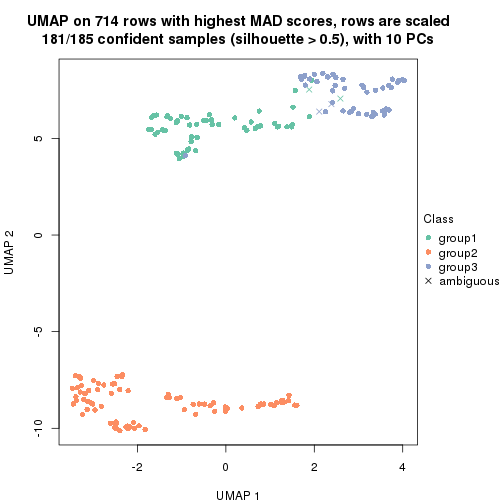 UMAP on 714 rows with highest MAD scores, rows are scaled
181/185 confident samples (silhouette > 0.5), with 10 PCs
5
0
-5
-10
UMAP 2
-2
0
2
4
UMAP 1
Class
group1
group2
group3
ambiguous